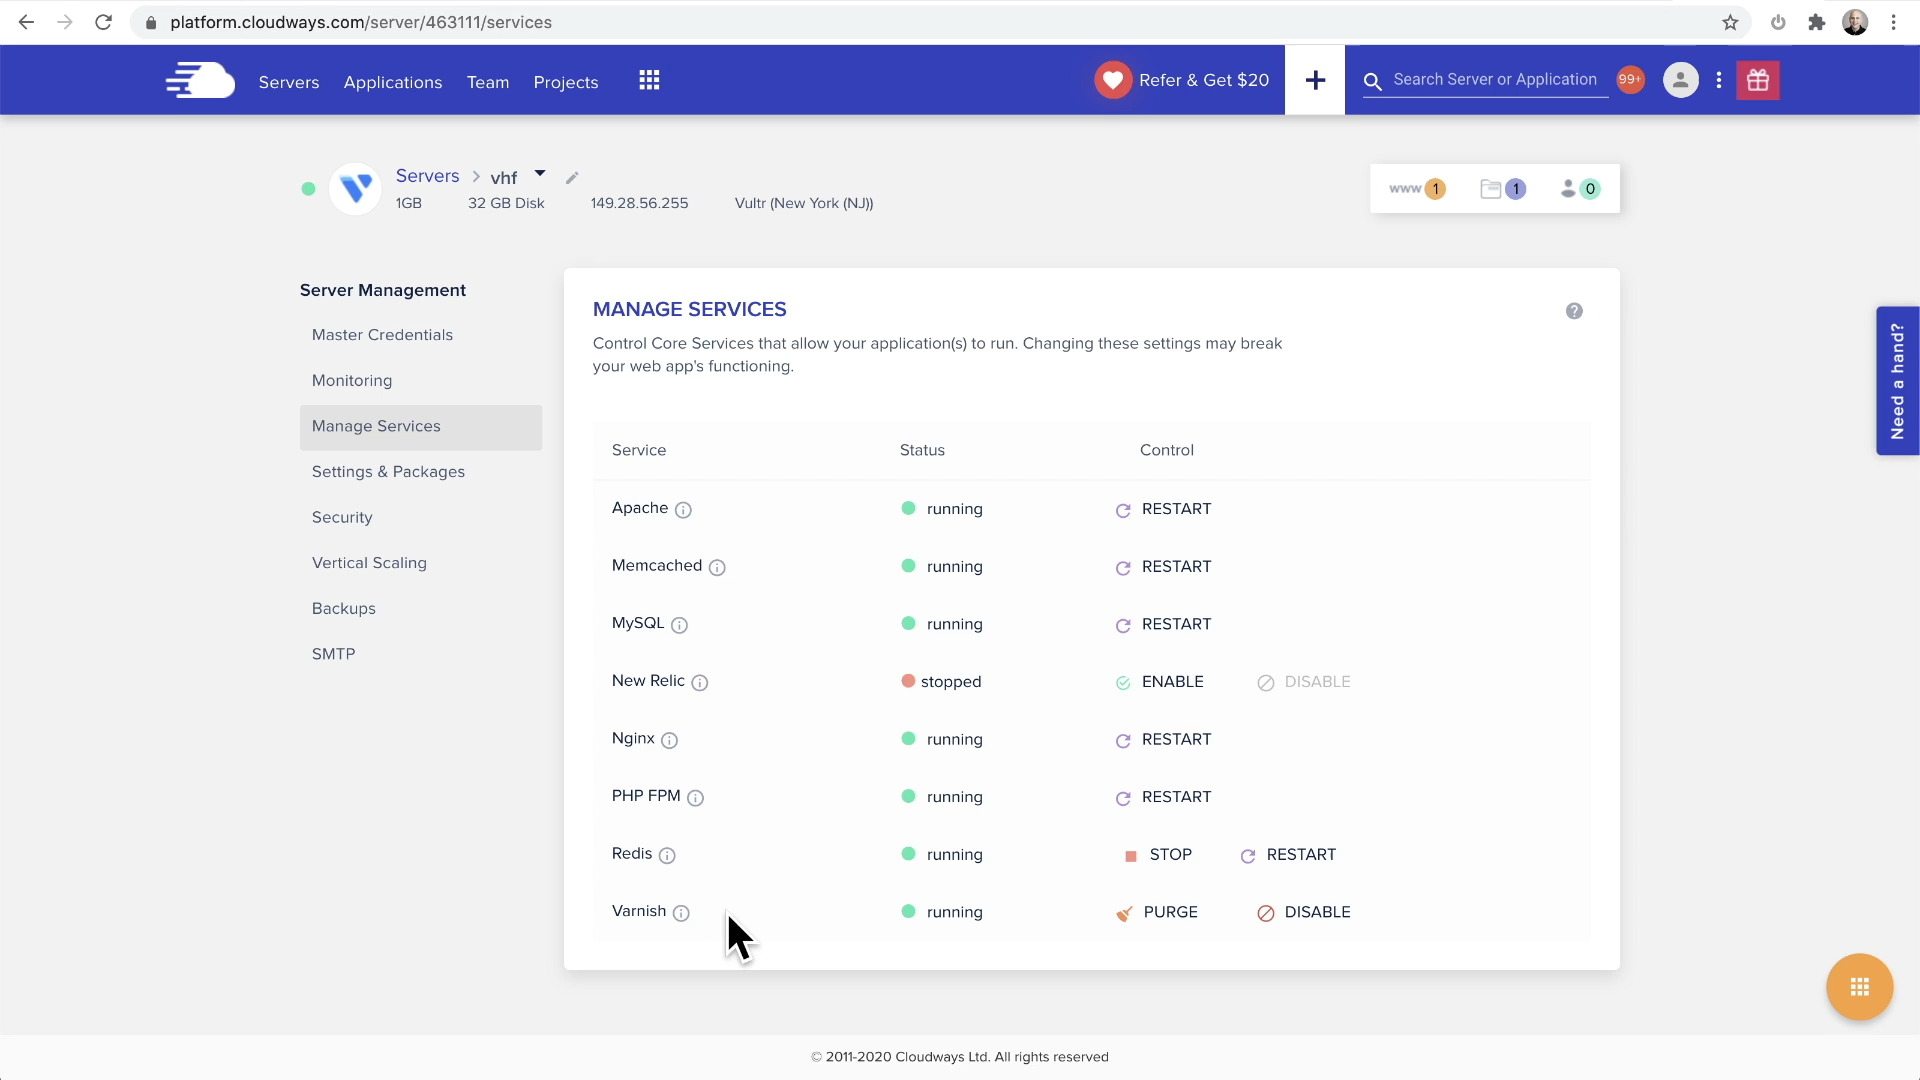 platform.cloudways.com/server/463111/services
Servers Applications Team Projects Refer & Get $20 Search Server or Application 99+
Servers > vhf
1GB 32 GB Disk 149.28.56.255 Vultr (New York (NJ))
www 1 1 0
Server Management
Master Credentials
Monitoring
Manage Services
Settings & Packages
Security
Vertical Scaling
Backups
SMTP
MANAGE SERVICES
Control Core Services that allow your application(s) to run. Changing these settings may break
your web app's functioning.
Service Status Control
Apache running RESTART
Memcached running RESTART
MySQL running RESTART
New Relic stopped ENABLE DISABLE
Nginx running RESTART
PHP FPM running RESTART
Redis running STOP RESTART
Varnish running PURGE DISABLE
Need a hand?
© 2011-2020 Cloudways Ltd. All rights reserved